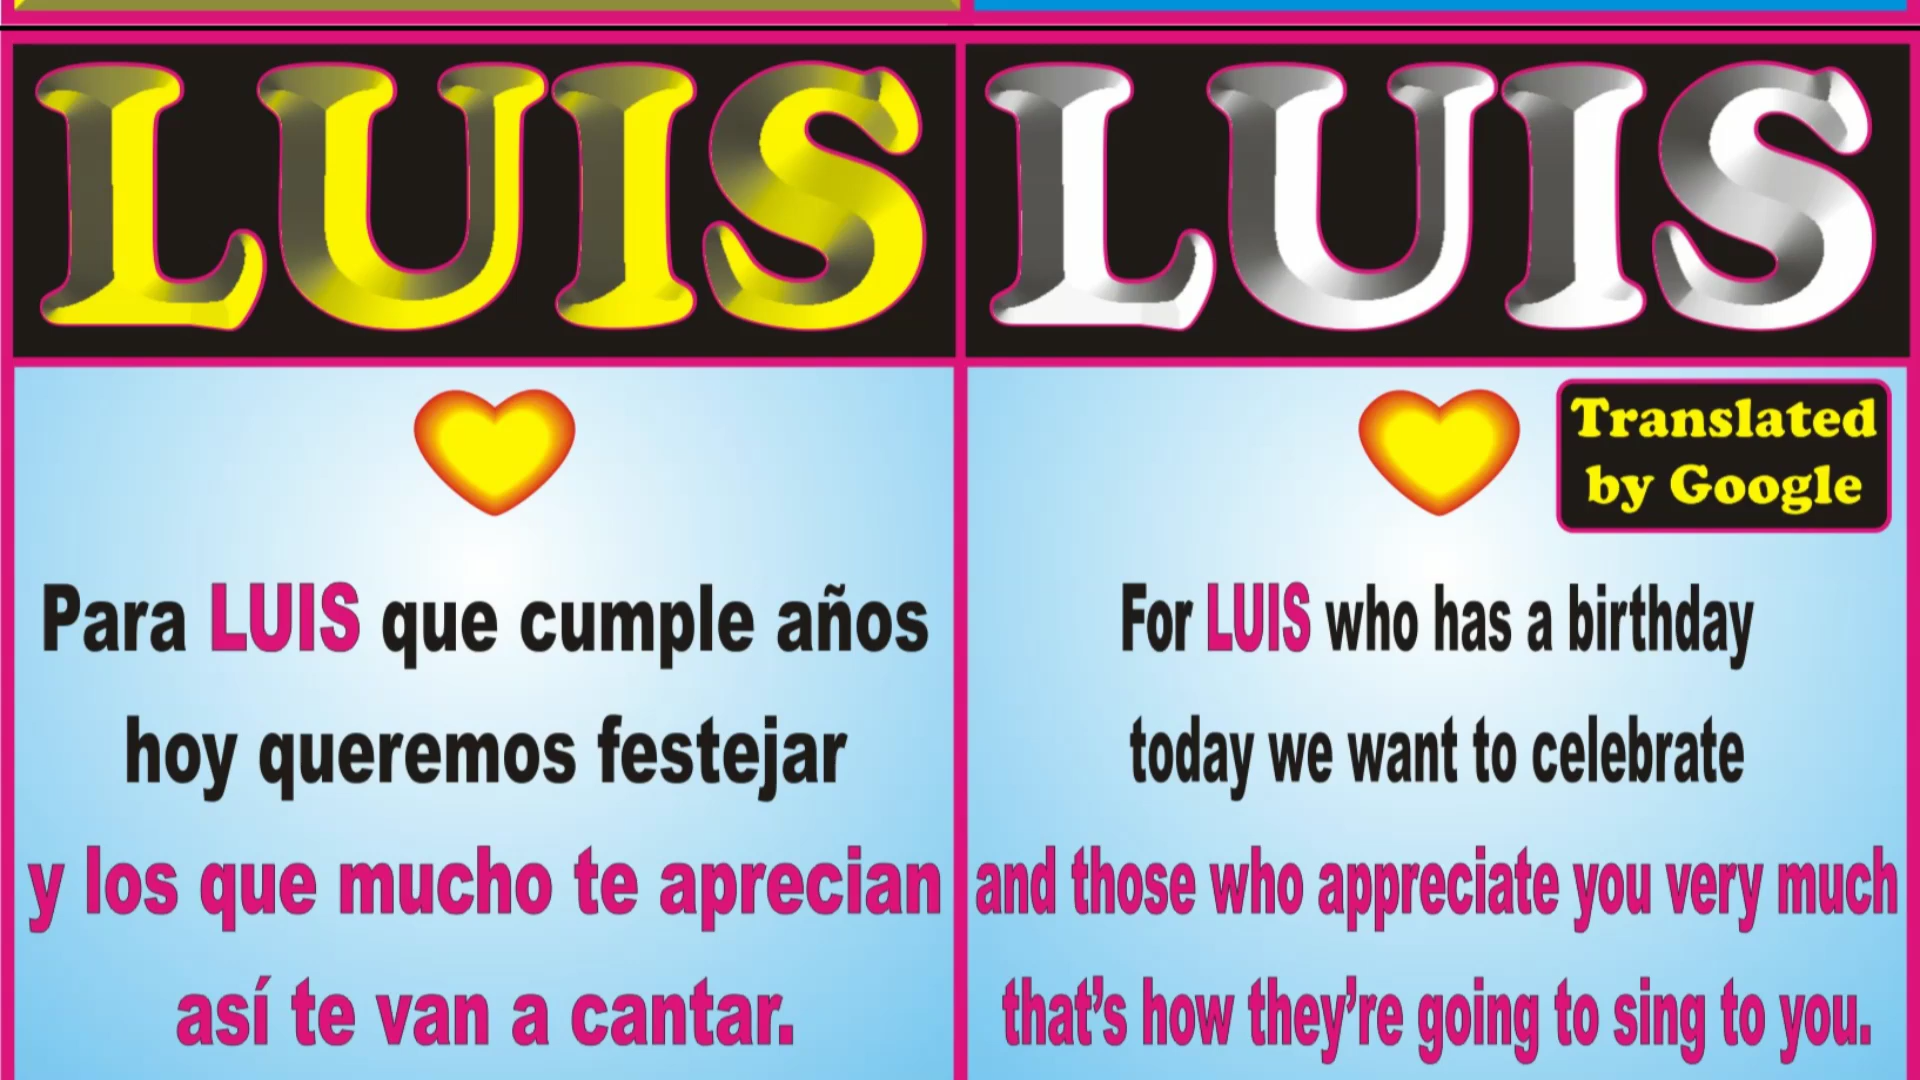 LUIS
Para LUIS que cumple años
hoy queremos festejar
y los que mucho te aprecian
así te van a cantar.
LUIS
Translated
by Google
For LUIS who has a birthday
today we want to celebrate
and those who appreciate you very much
that's how they're going to sing to you.